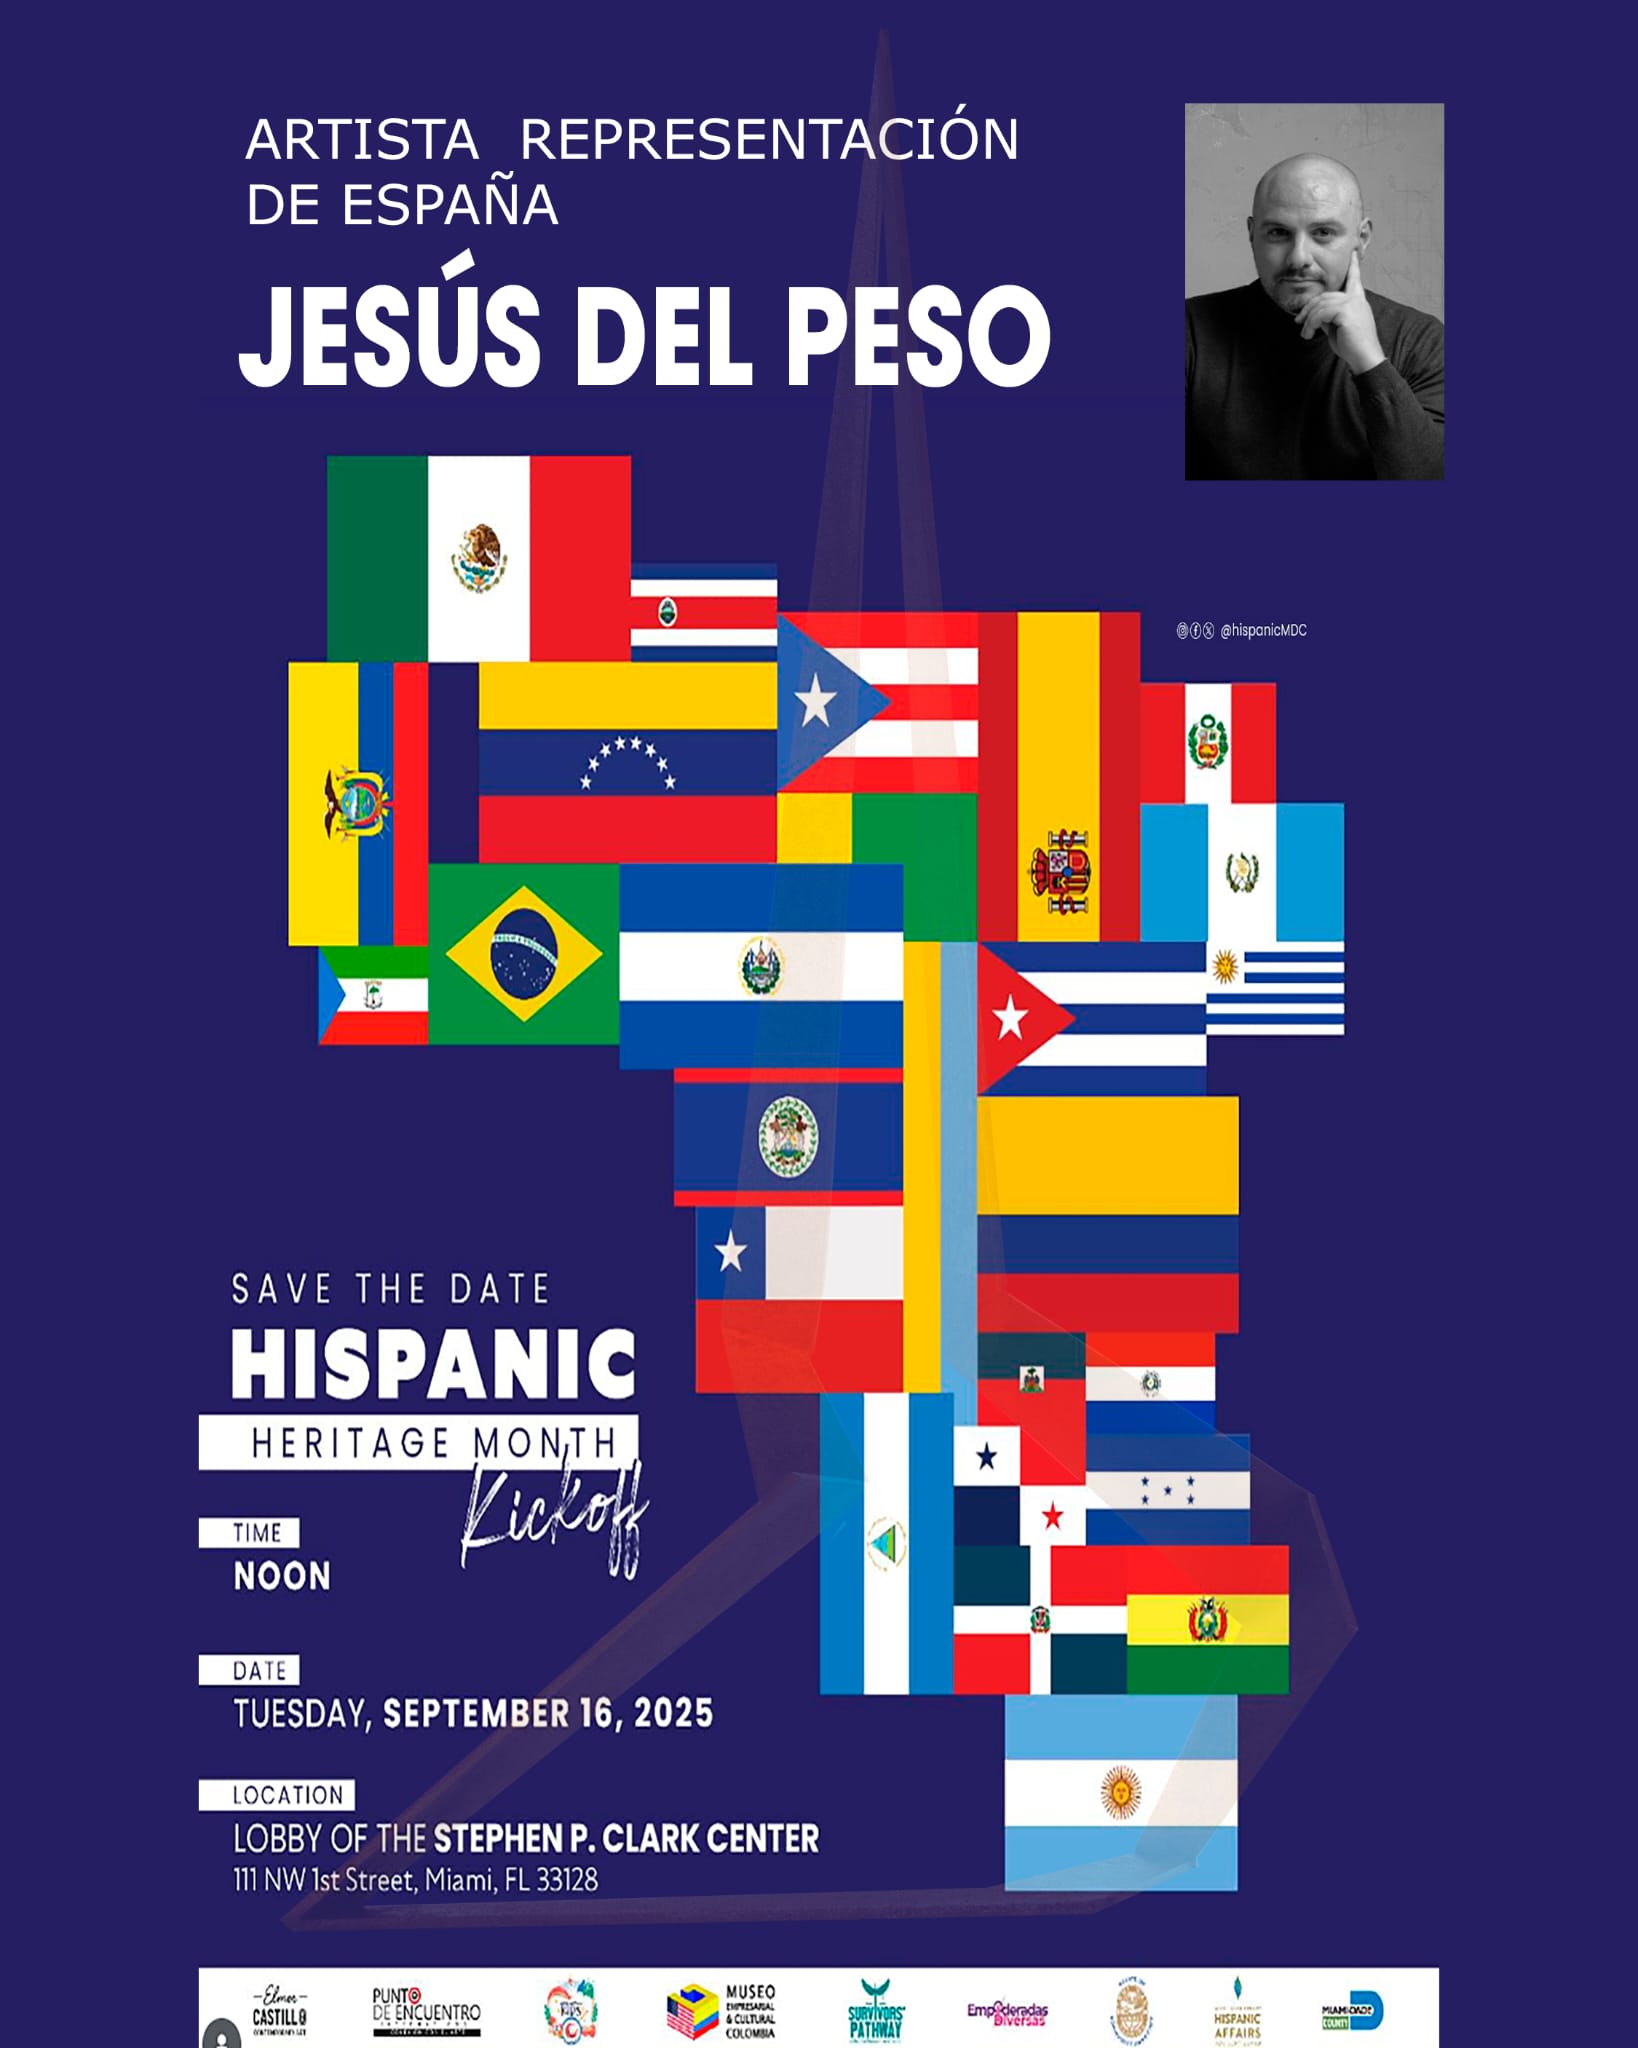 ARTISTA REPRESENTACIÓN
DE ESPAÑA
JESÚS DEL PESO
@hispanicMDC
SAVE THE DATE
HISPANIC
HERITAGE MONTH
Kickoff
TIME
NOON
DATE
TUESDAY, SEPTEMBER 16, 2025
LOCATION
LOBBY OF THE STEPHEN P. CLARK CENTER
111 NW 1st Street, Miami, FL 33128
Elmer
CASTILLO
PUNTO
DE ENCUENTRO
MUSEO
EMPRESARIAL
& CULTURAL
COLOMBIA
SURVIVORS'
PATHWAY
Empoderadas
Diversas
HISPANIC
AFFAIRS
MIAMI-DADE
COUNTY